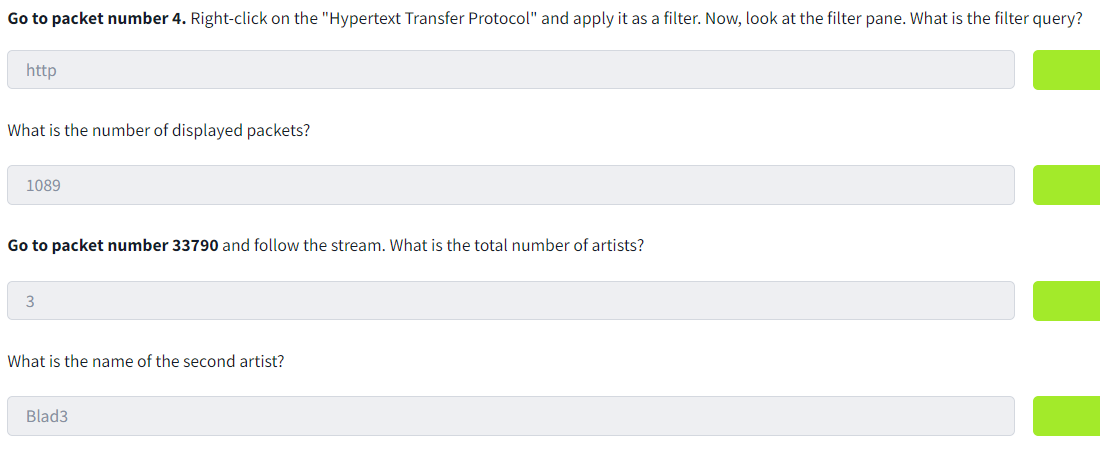 Go to packet number 4. Right-click on the "Hypertext Transfer Protocol" and apply it as a filter. Now, look at the filter pane. What is the filter query?
http
What is the number of displayed packets?
1089
Go to packet number 33790 and follow the stream. What is the total number of artists?
3
What is the name of the second artist?
Blad3